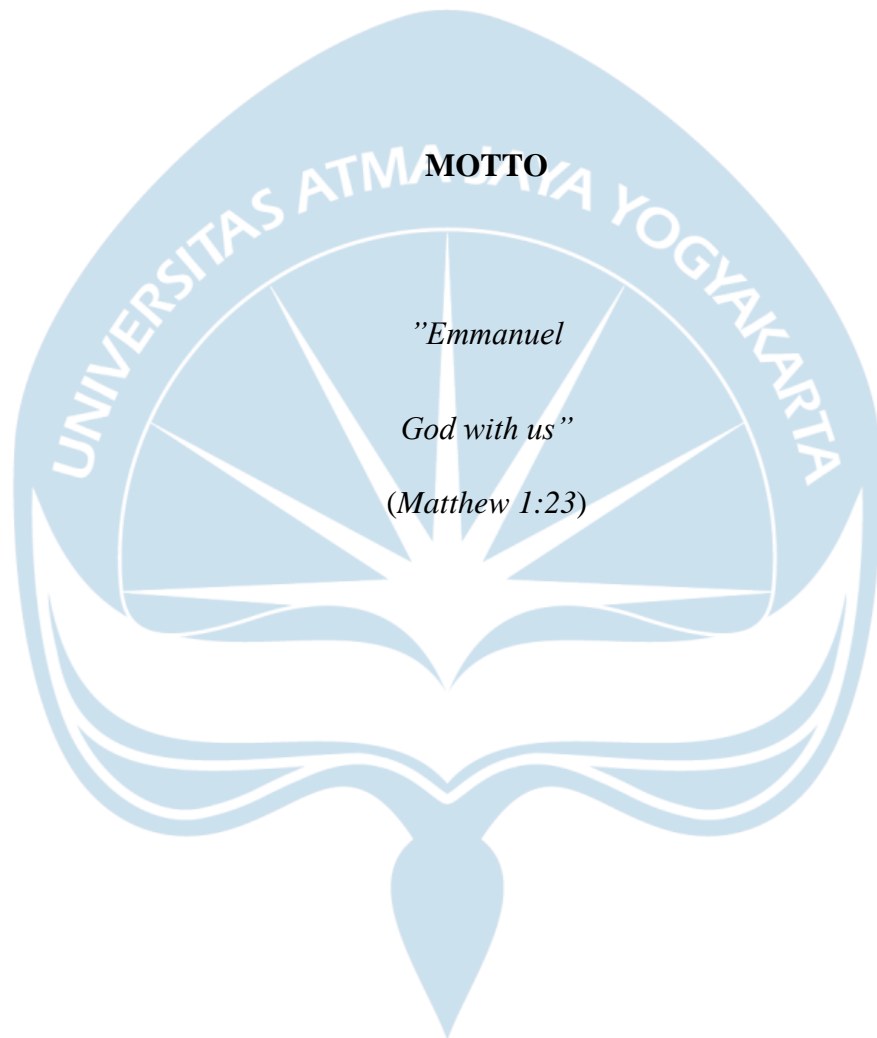 MOTTO
UNIVERSITAS ATMA JAYA YOGYAKARTA
”Emmanuel
God with us”
(Matthew 1:23)